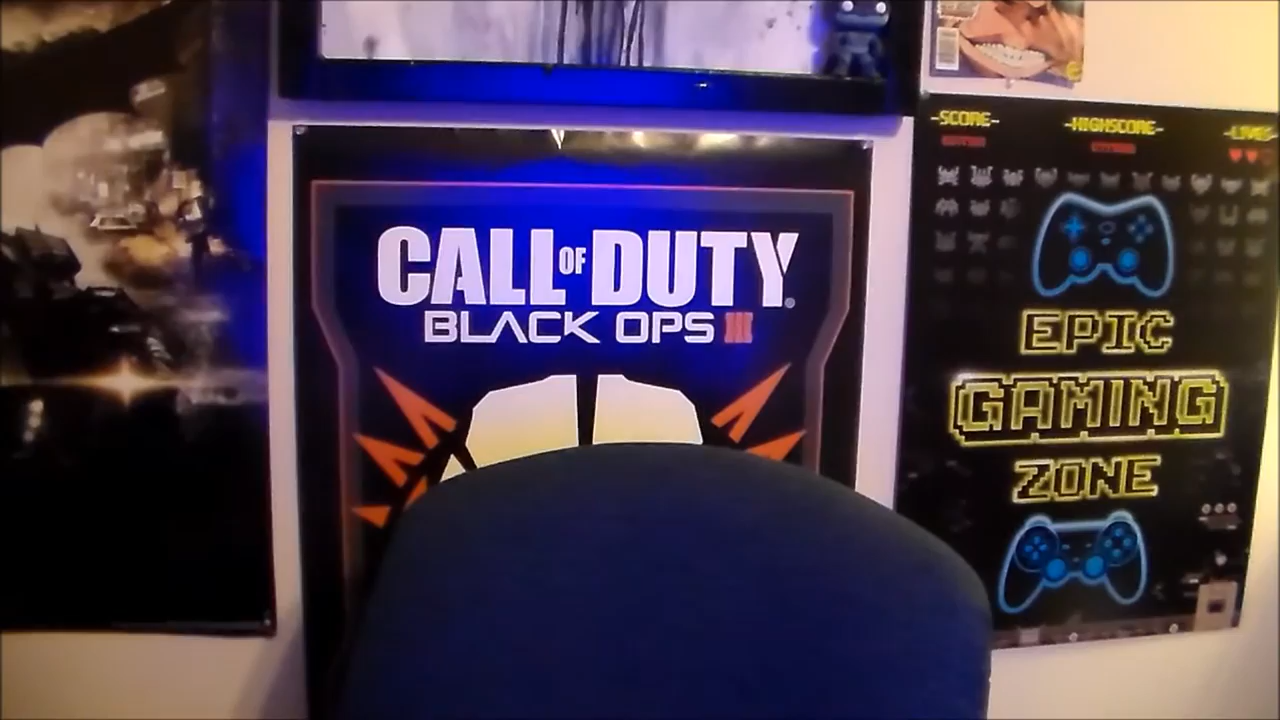 CALL OF DUTY
BLACK OPS III
-SCORE-
-HIGHSCORE-
-LIVES-
EPIC
GAMING
ZONE